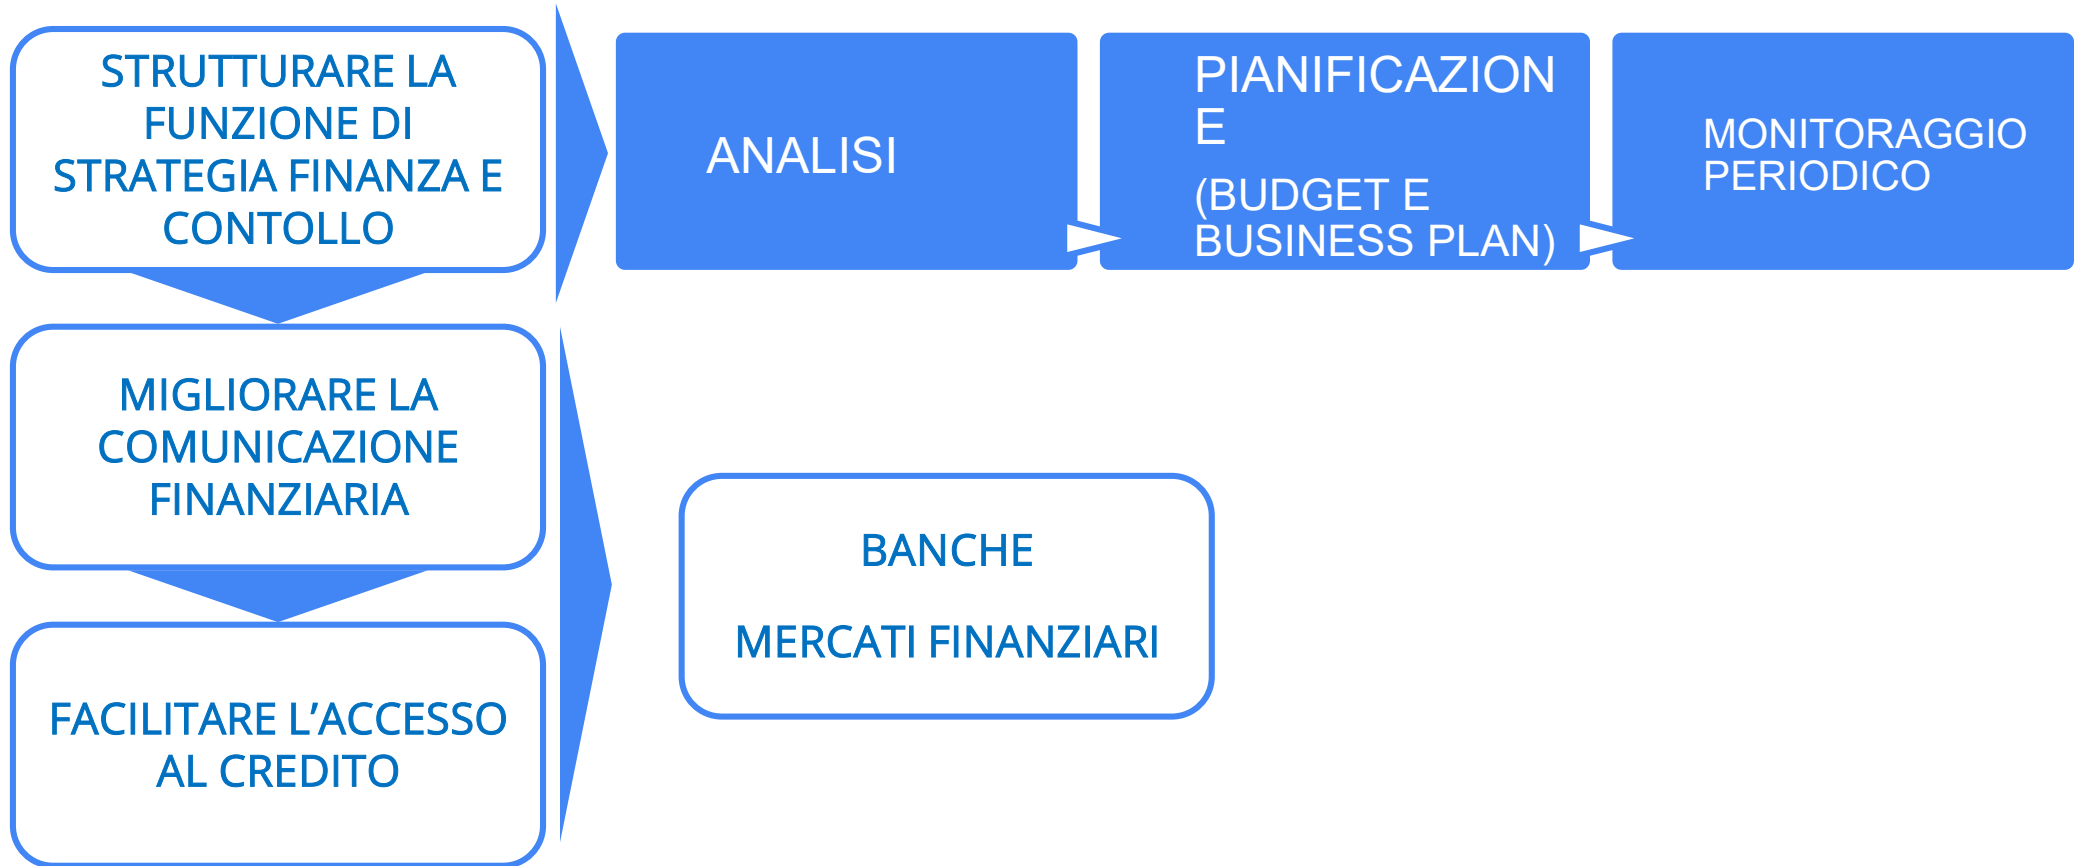 STRUTTURARE LA
FUNZIONE DI
STRATEGIA FINANZA E
CONTOLLO
ANALISI
PIANIFICAZION
E
(BUDGET E
BUSINESS PLAN)
MONITORAGGIO
PERIODICO
MIGLIORARE LA
COMUNICAZIONE
FINANZIARIA
BANCHE
MERCATI FINANZIARI
FACILITARE L’ACCESSO
AL CREDITO